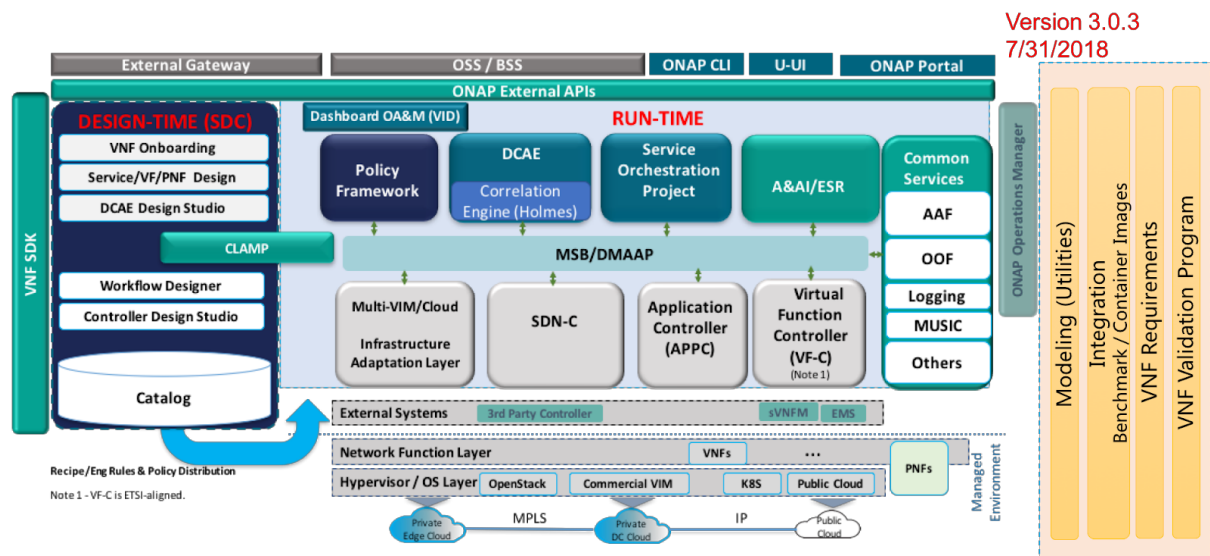 Version 3.0.3
7/31/2018
External Gateway
OSS / BSS
ONAP CLI
U-UI
ONAP Portal
ONAP External APIs
VNF SDK
DESIGN-TIME (SDC)
VNF Onboarding
Service/VF/PNF Design
DCAE Design Studio
CLAMP
Workflow Designer
Controller Design Studio
Catalog
Dashboard OA&M (VID)
RUN-TIME
Policy
Framework
DCAE
Correlation
Engine (Holmes)
Service
Orchestration
Project
A&AI/ESR
MSB/DMAAP
Multi-VIM/Cloud
Infrastructure
Adaptation Layer
SDN-C
Application
Controller
(APPC)
Virtual
Function
Controller
(VF-C)
(Note 1)
Common
Services
AAF
OOF
Logging
MUSIC
Others
ONAP Operations Manager
Modeling (Utilities)
Integration
Benchmark / Container Images
VNF Requirements
VNF Validation Program
External Systems
3rd Party Controller
sVNFM
EMS
Network Function Layer
VNFs
...
PNFs
Hypervisor / OS Layer
OpenStack
Commercial VIM
K8S
Public Cloud
Managed
Environment
Recipe/Eng Rules & Policy Distribution
Note 1 - VF-C is ETSI-aligned.
Private
Edge Cloud
MPLS
Private
DC Cloud
IP
Public
Cloud